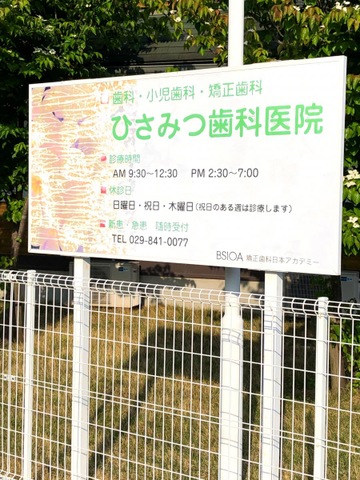 歯科・小児歯科・矯正歯科
ひさみつ歯科医院
診療時間
AM 9:30～12:30 PM 2:30～7:00
休診日
日曜日・祝日・木曜日(祝日のある週は診療します)
新患・急患 随時受付
TEL 029-841-0077
BSIOA 矯正歯科日本アカデミー